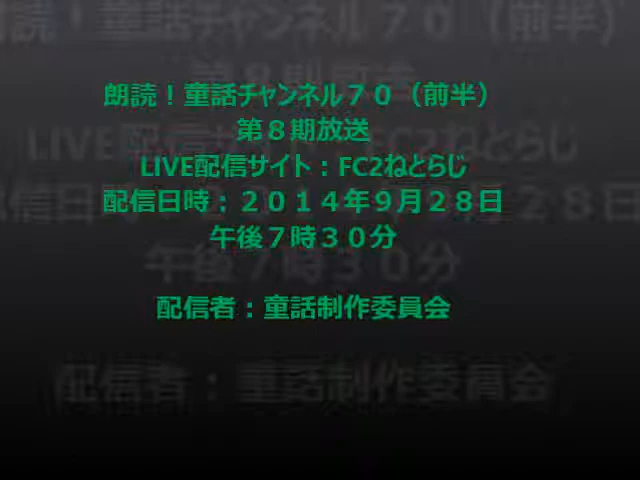 朗読！童話チャンネル７０（前半）
第８期放送
LIVE配信サイト：FC2ねとらじ
配信日時：２０１４年９月２８日
午後７時３０分
配信者：童話制作委員会